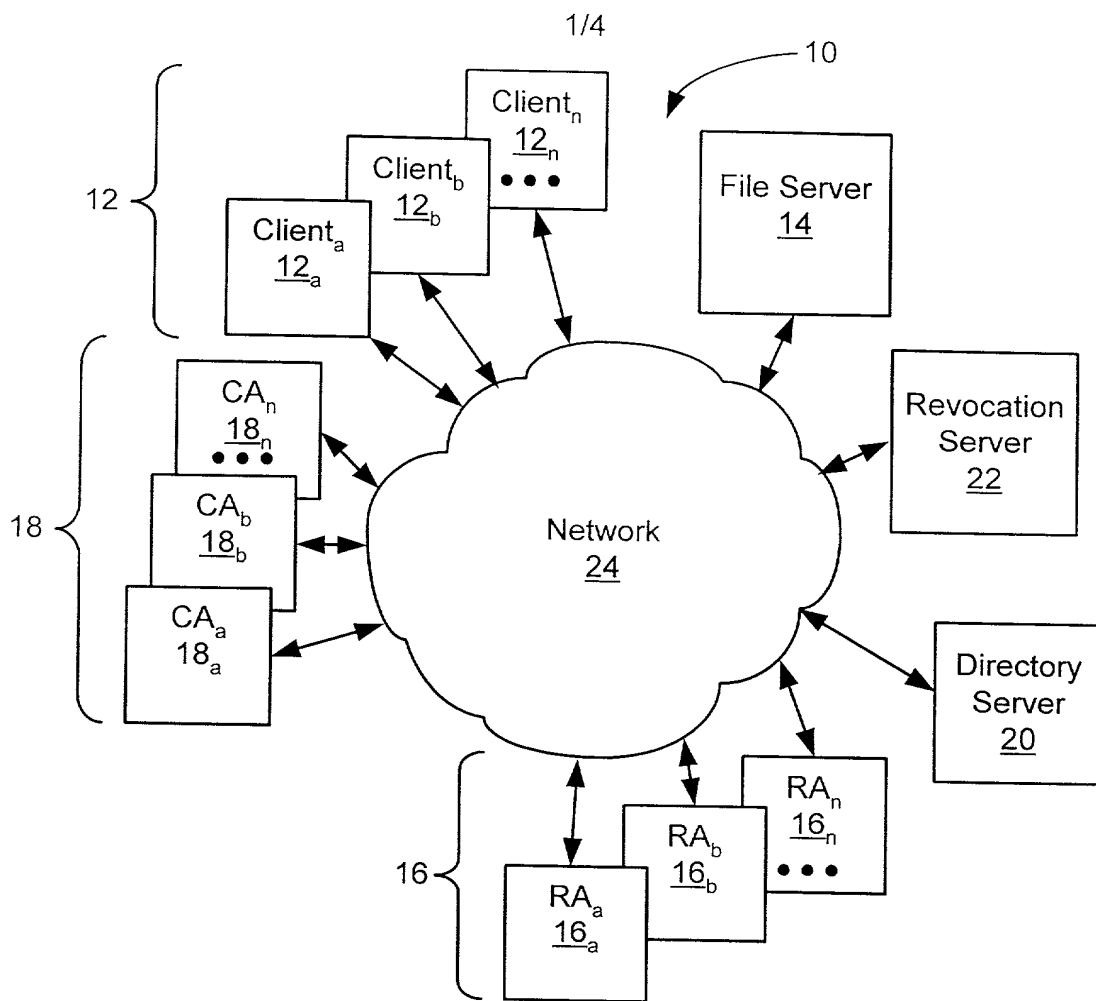 1/4
10
Client_n
12_n
• • •
Client_b
12_b
Client_a
12_a
12
File Server
14
CA_n
18_n
• • •
CA_b
18_b
CA_a
18_a
18
Revocation
Server
22
Network
24
Directory
Server
20
RA_n
16_n
• • •
RA_b
16_b
RA_a
16_a
16